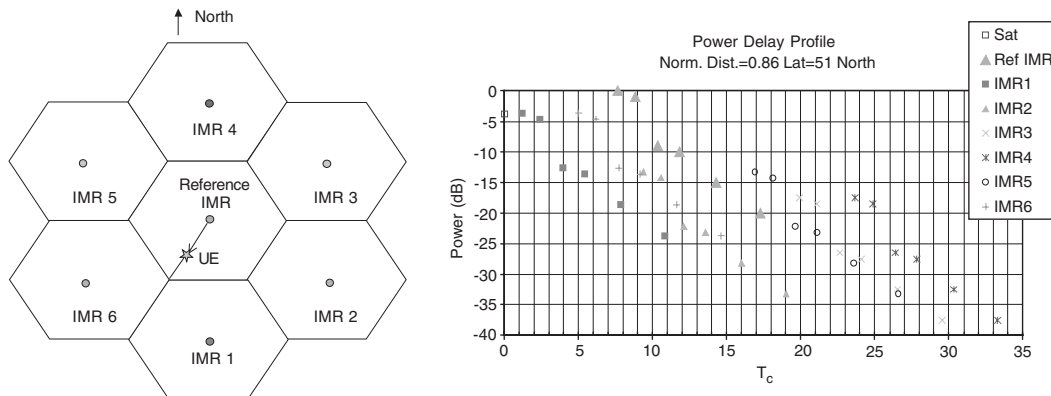 North
IMR 4
IMR 5
Reference
IMR
IMR 3
UE
IMR 6
IMR 2
IMR 1
Power Delay Profile
Norm. Dist.=0.86 Lat=51 North
Power (dB)
0
-5
-10
-15
-20
-25
-30
-35
-40
0 5 10 15 20 25 30 35
Tc
Sat
Ref IMR
IMR1
IMR2
IMR3
IMR4
IMR5
IMR6